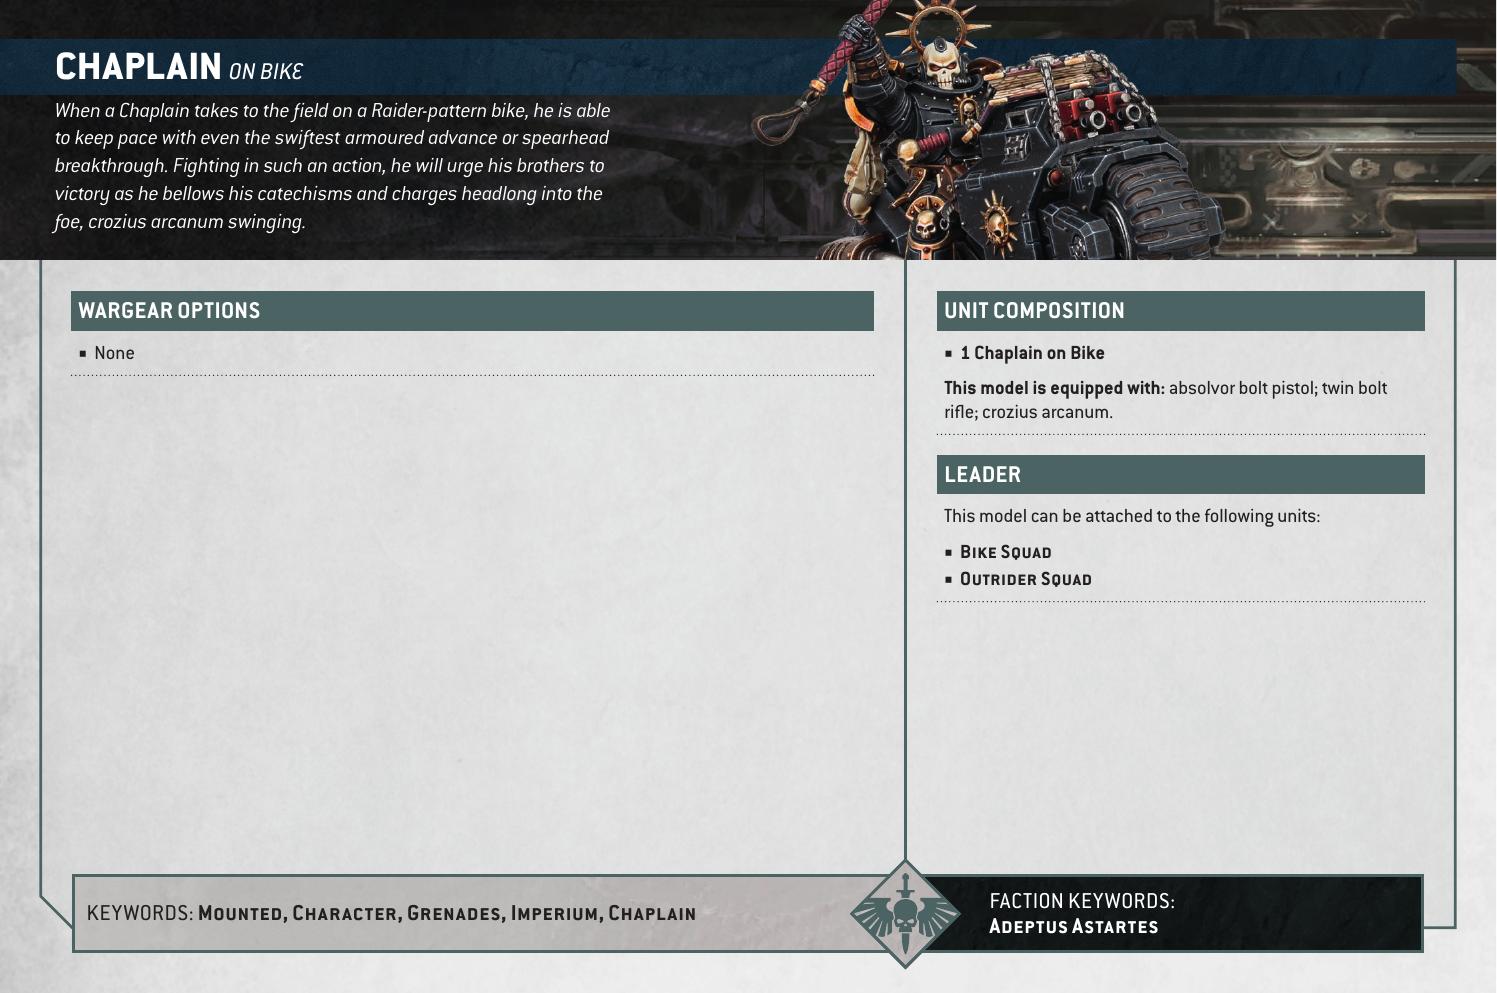 CHAPLAIN ON BIKE
When a Chaplain takes to the field on a Raider-pattern bike, he is able
to keep pace with even the swiftest armoured advance or spearhead
breakthrough. Fighting in such an action, he will urge his brothers to
victory as he bellows his catechisms and charges headlong into the
foe, crozius arcanum swinging.
WARGEAR OPTIONS
▪ None
UNIT COMPOSITION
▪ 1 Chaplain on Bike
This model is equipped with: absolvor bolt pistol; twin bolt
rifle; crozius arcanum.
LEADER
This model can be attached to the following units:
▪ BIKE SQUAD
▪ OUTRIDER SQUAD
KEYWORDS: MOUNTED, CHARACTER, GRENADES, IMPERIUM, CHAPLAIN
FACTION KEYWORDS:
ADEPTUS ASTARTES